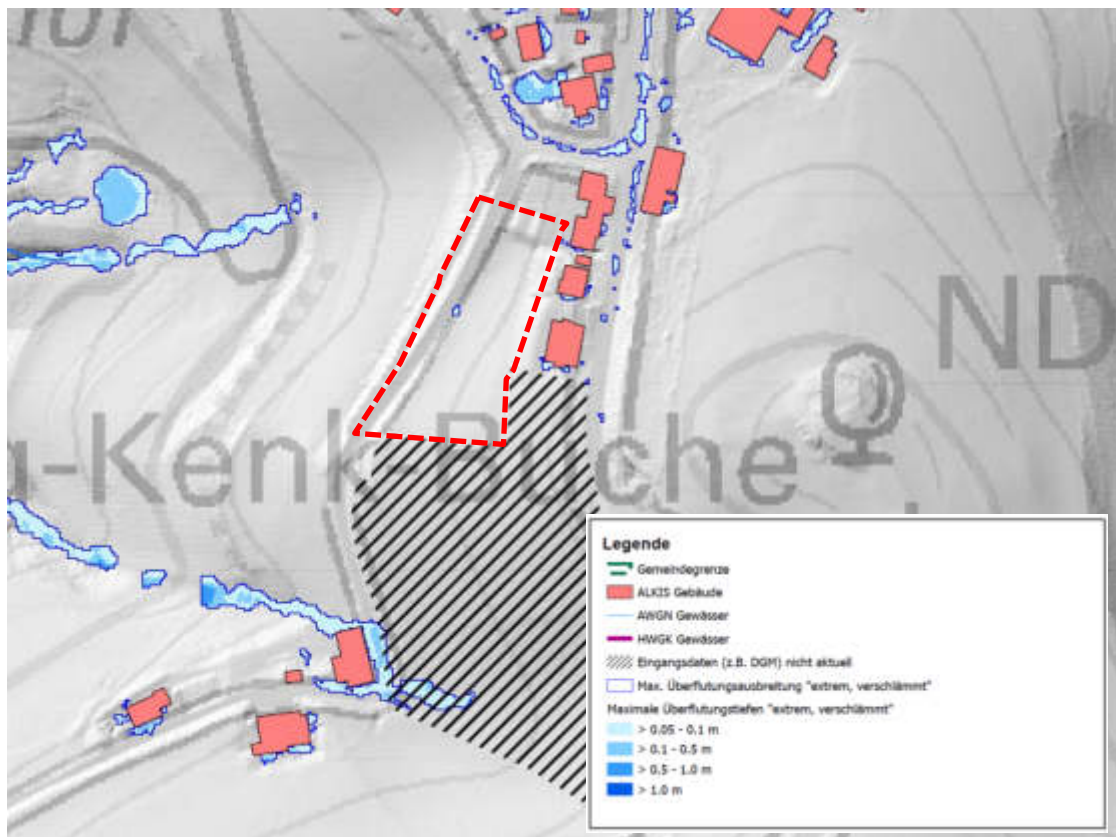 ND
-Kenk-Buche
Legende
Gemeindegrenze
ALKIS Gebäude
AWGN Gewässer
HWGK Gewässer
Eingangsdaten (z.B. DGM) nicht aktuell
Max. Überflutungsausbreitung "extrem, verschlämmt"
Maximale Überflutungstiefen "extrem, verschlämmt"
> 0.05 - 0.1 m
> 0.1 - 0.5 m
> 0.5 - 1.0 m
> 1.0 m